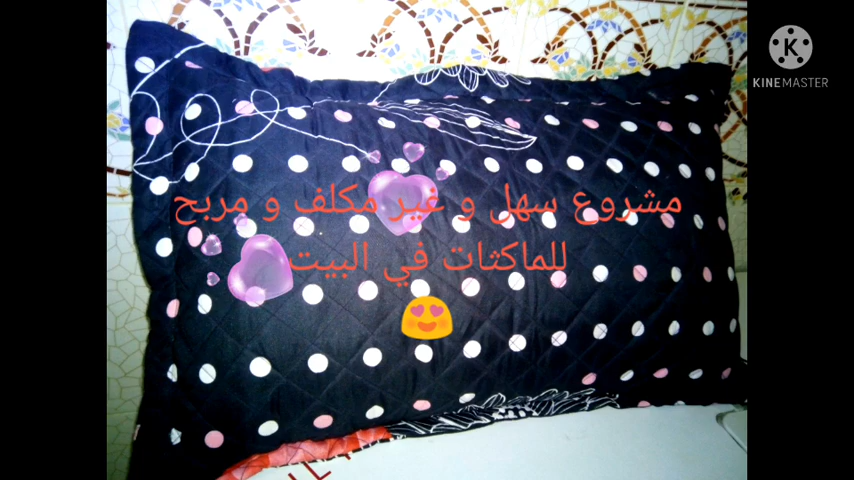 KINEMASTER
مشروع سهل و غير مكلف و مربح
للماكثات في البيت